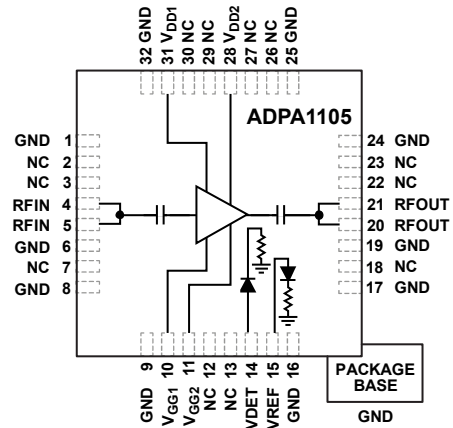 32 GND
31 VDD1
30 NC
29 NC
28 VDD2
27 NC
26 NC
25 GND
ADPA1105
GND 1
NC 2
NC 3
RFIN 4
RFIN 5
GND 6
NC 7
GND 8
24 GND
23 NC
22 NC
21 RFOUT
20 RFOUT
19 GND
18 NC
17 GND
GND 9
VGG1 10
VGG2 11
NC 12
NC 13
VDET 14
VREF 15
GND 16
PACKAGE
BASE
GND